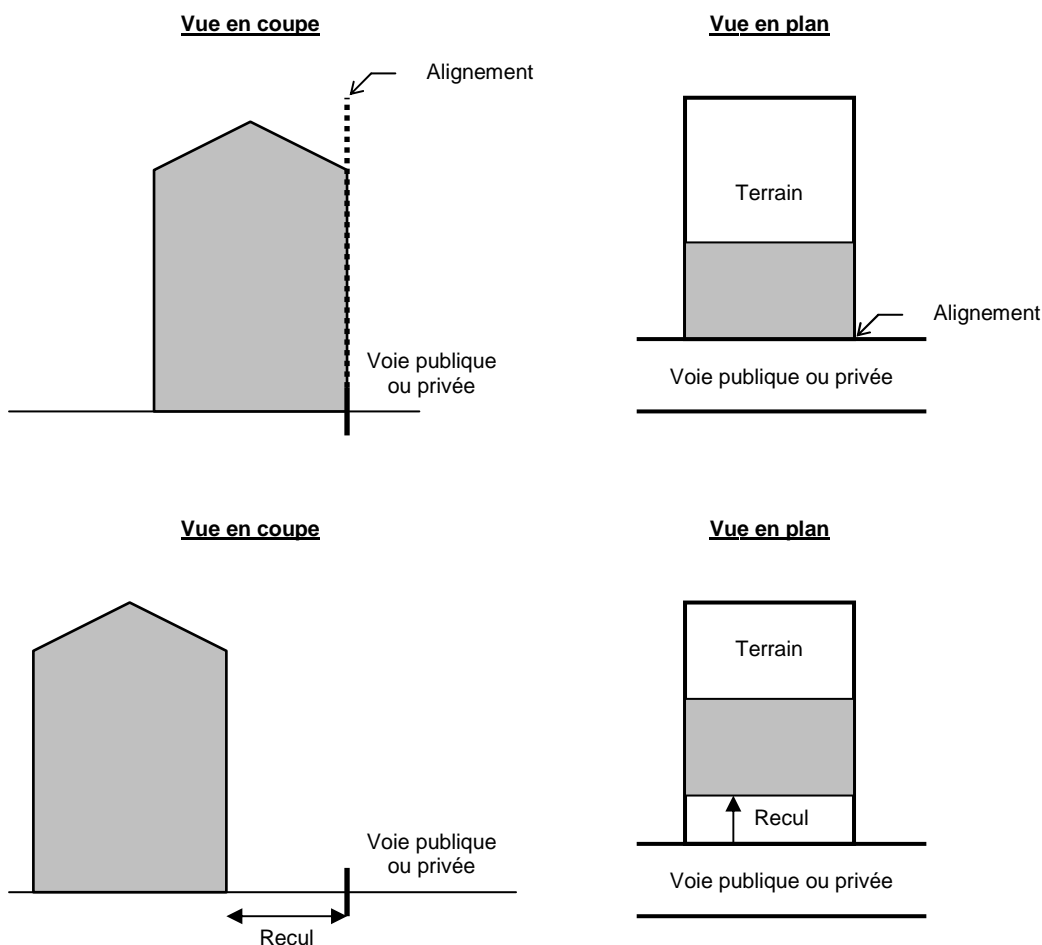 Vue en coupe
Vue en plan
Alignement
Terrain
Alignement
Voie publique
ou privée
Voie publique ou privée
Vue en coupe
Vue en plan
Terrain
Recul
Voie publique
ou privée
Voie publique ou privée
Recul